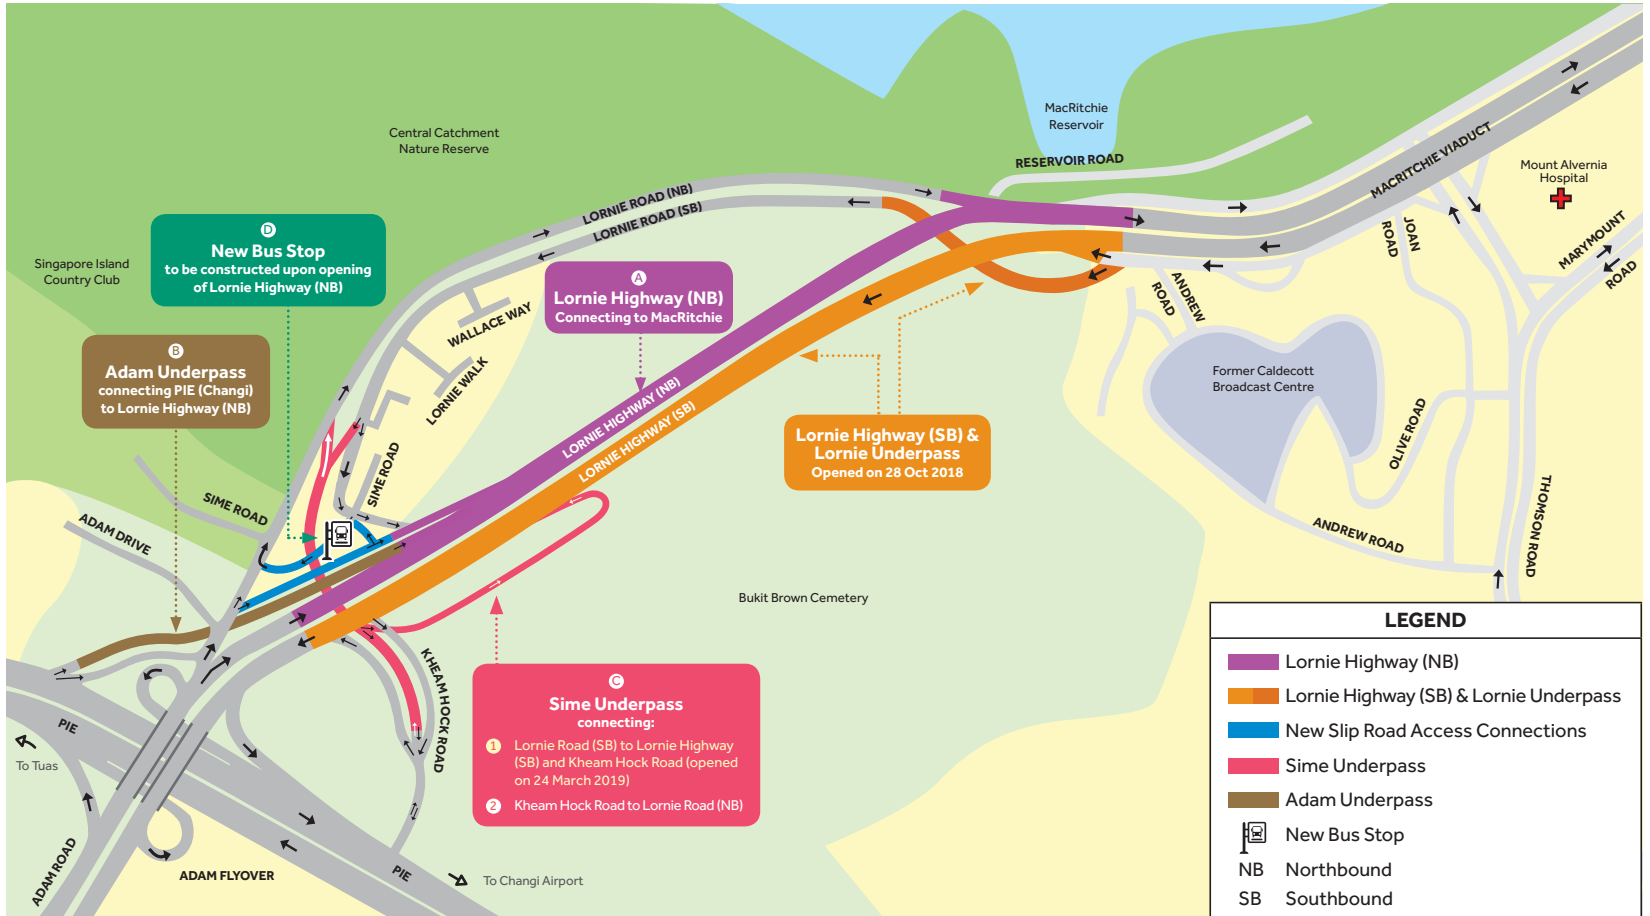 Central Catchment
Nature Reserve
MacRitchie
Reservoir
RESERVOIR ROAD
MACRITCHIE VIADUCT
Mount Alvernia
Hospital
JOAN
ROAD
MARYMOUNT
ROAD
LORNIE ROAD (NB)
LORNIE ROAD (SB)
D
New Bus Stop
to be constructed upon opening
of Lornie Highway (NB)
Singapore Island
Country Club
A
Lornie Highway (NB)
Connecting to MacRitchie
WALLACE WAY
LORNIE WALK
ANDREW
ROAD
B
Adam Underpass
connecting PIE (Changi)
to Lornie Highway (NB)
Former Caldecott
Broadcast Centre
LORNIE HIGHWAY (NB)
LORNIE HIGHWAY (SB)
Lornie Highway (SB) &
Lornie Underpass
Opened on 28 Oct 2018
OLIVE ROAD
SIME ROAD
SIME ROAD
ADAM DRIVE
ANDREW ROAD
THOMSON ROAD
Bukit Brown Cemetery
KHEAM HOCK ROAD
C
Sime Underpass
connecting:
1 Lornie Road (SB) to Lornie Highway
(SB) and Kheam Hock Road (opened
on 24 March 2019)
2 Kheam Hock Road to Lornie Road (NB)
PIE
To Tuas
ADAM ROAD
ADAM FLYOVER
PIE
To Changi Airport
LEGEND
Lornie Highway (NB)
Lornie Highway (SB) & Lornie Underpass
New Slip Road Access Connections
Sime Underpass
Adam Underpass
New Bus Stop
NB Northbound
SB Southbound